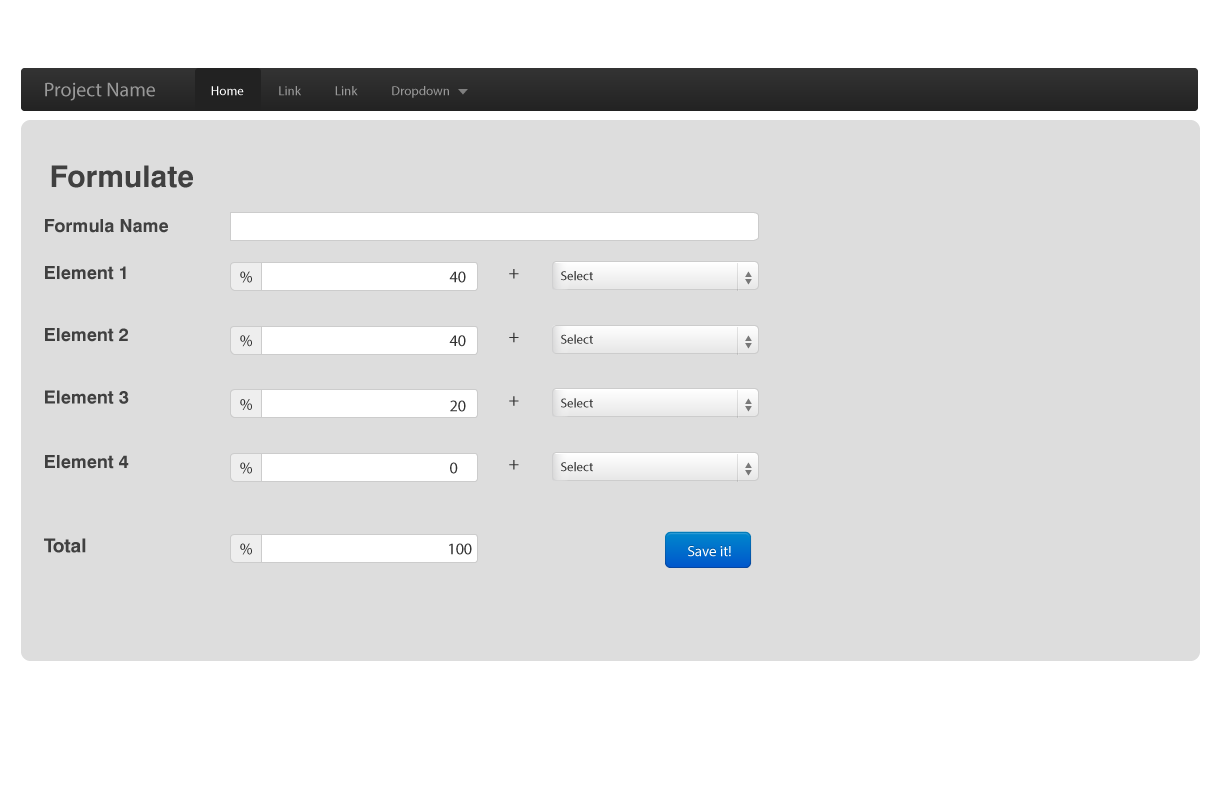 Project Name Home Link Link Dropdown
Formulate
Formula Name
Element 1 % 40 + Select
Element 2 % 40 + Select
Element 3 % 20 + Select
Element 4 % 0 + Select
Total % 100 Save it!